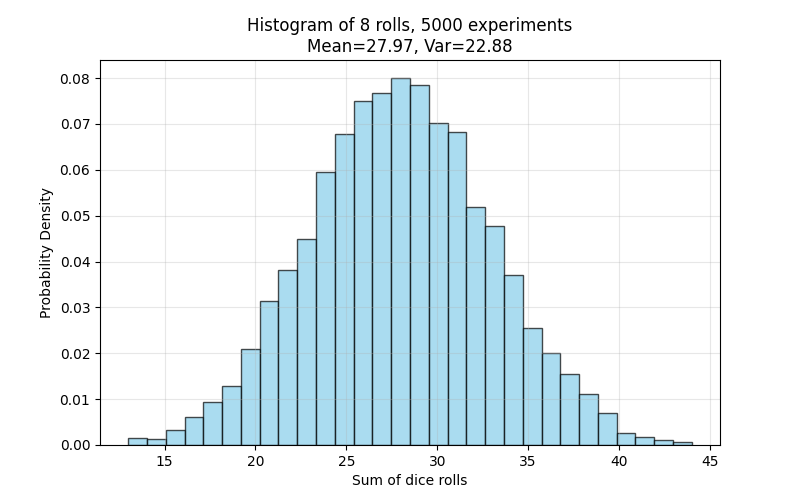 Histogram of 8 rolls, 5000 experiments
Mean=27.97, Var=22.88
0.08
0.07
0.06
0.05
0.04
0.03
0.02
0.01
0.00
Probability Density
15 20 25 30 35 40 45
Sum of dice rolls